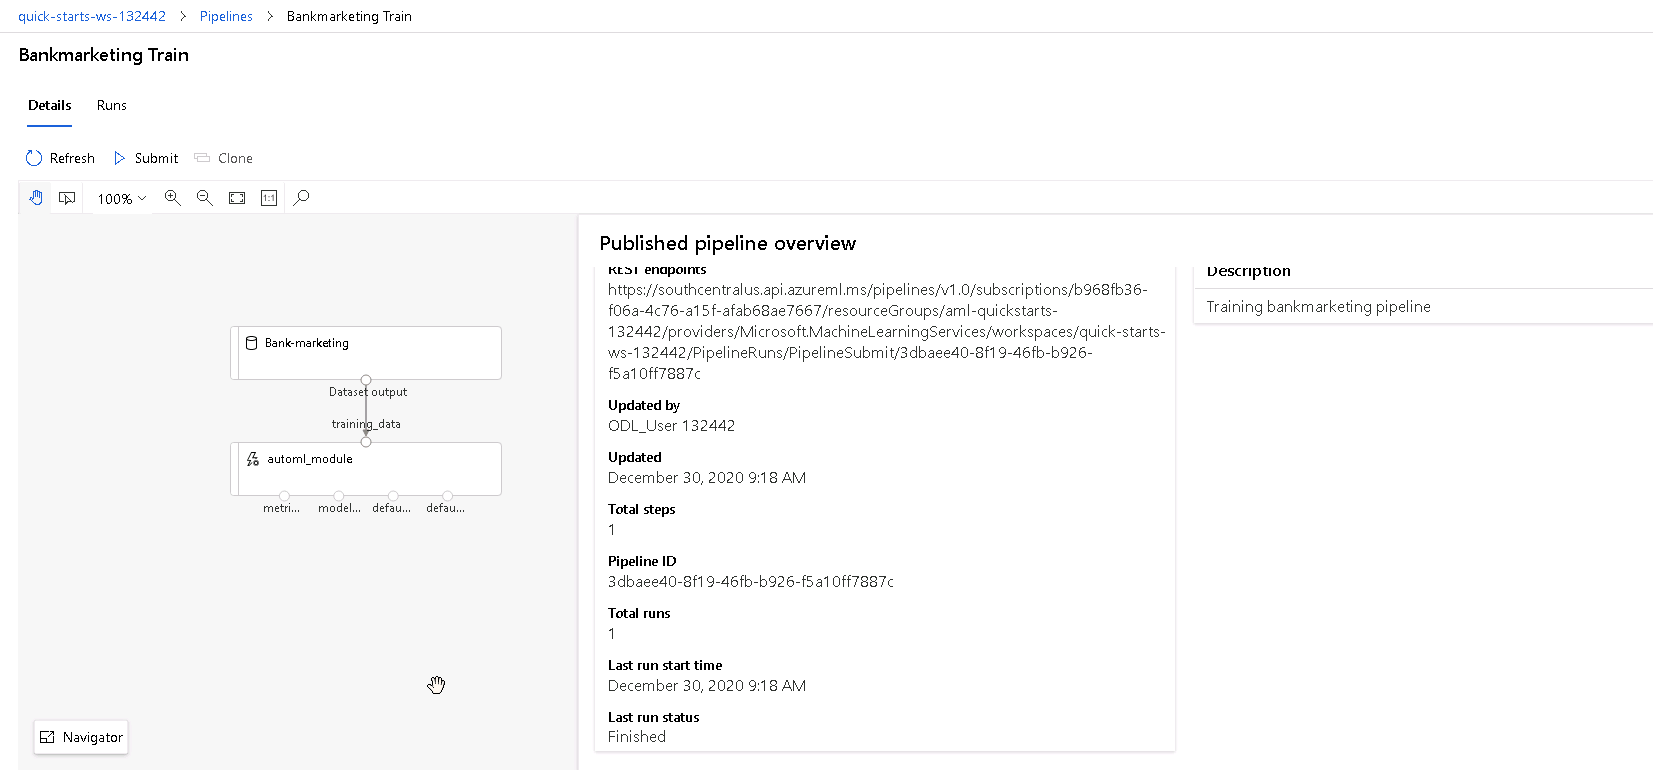 quick-starts-ws-132442 > Pipelines > Bankmarketing Train
Bankmarketing Train
Details Runs
Refresh Submit Clone
100% 1:1
Bank-marketing
Dataset output
training_data
automl_module
metri... model... defau... defau...
Navigator
Published pipeline overview
REST endpoints
https://southcentralus.api.azureml.ms/pipelines/v1.0/subscriptions/b968fb36-
f06a-4c76-a15f-afab68ae7667/resourceGroups/aml-quickstarts-
132442/providers/Microsoft.MachineLearningServices/workspaces/quick-starts-
ws-132442/PipelineRuns/PipelineSubmit/3dbaee40-8f19-46fb-b926-
f5a10ff7887c
Updated by
ODL_User 132442
Updated
December 30, 2020 9:18 AM
Total steps
1
Pipeline ID
3dbaee40-8f19-46fb-b926-f5a10ff7887c
Total runs
1
Last run start time
December 30, 2020 9:18 AM
Last run status
Finished
Description
Training bankmarketing pipeline